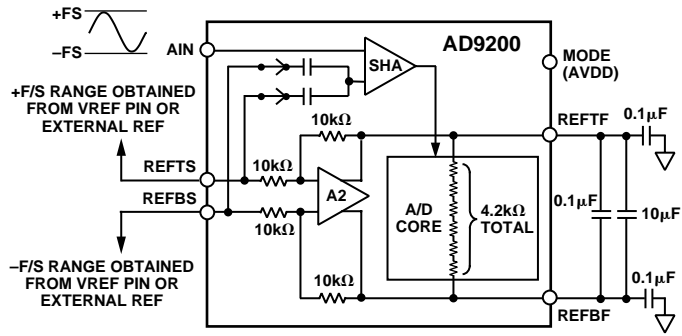 +FS
–FS
AIN
AD9200
SHA
MODE
(AVDD)
+F/S RANGE OBTAINED
FROM VREF PIN OR
EXTERNAL REF
10kΩ
REFTF
0.1μF
REFTS
10kΩ
A2
A/D
CORE
4.2kΩ
TOTAL
0.1μF
10μF
REFBS
10kΩ
–F/S RANGE OBTAINED
FROM VREF PIN OR
EXTERNAL REF
10kΩ
0.1μF
REFBF